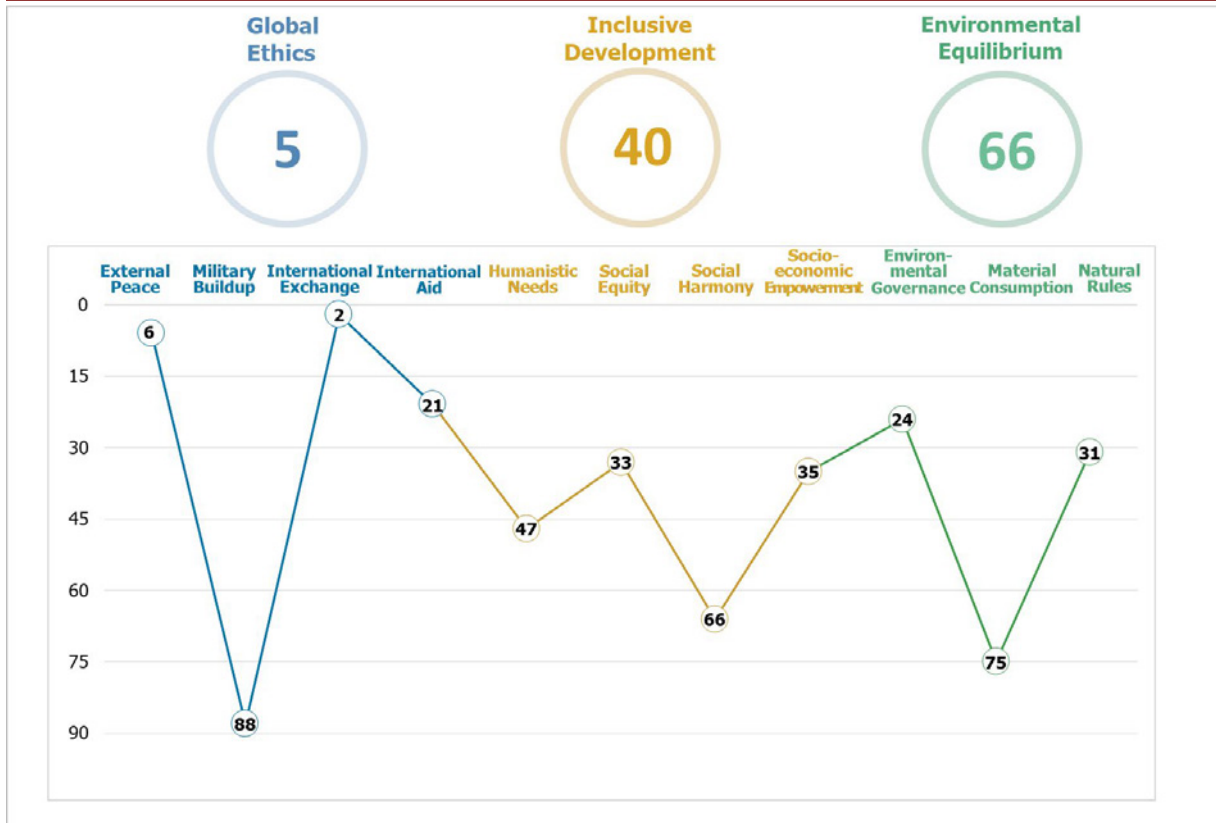 Global
Ethics
Inclusive
Development
Environmental
Equilibrium
5
40
66
External
Peace
Military
Buildup
International
Exchange
International
Aid
Humanistic
Needs
Social
Equity
Social
Harmony
Socio-
economic
Empowerment
Environ-
mental
Governance
Material
Consumption
Natural
Rules
0
15
30
45
60
75
90
6
88
2
21
47
33
66
35
24
75
31